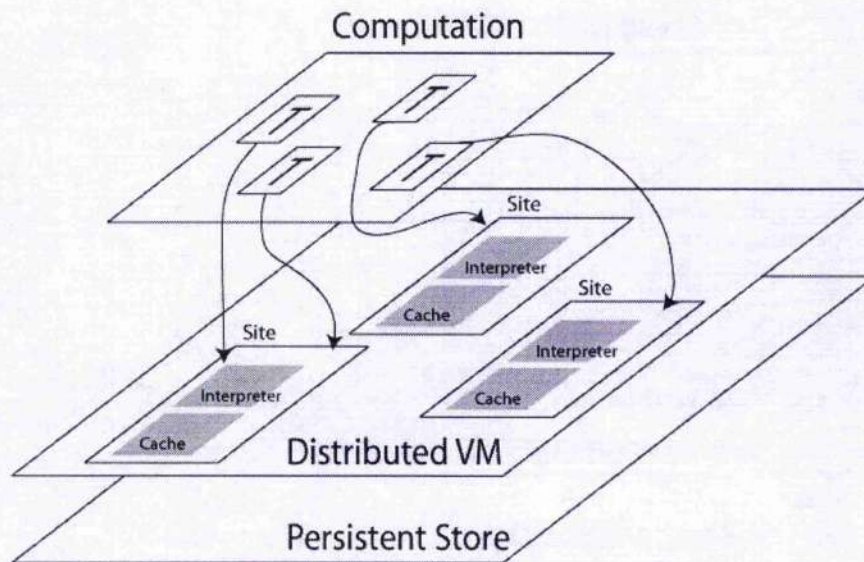 Computation
T
T
T
T
Site
Interpreter
Cache
Site
Interpreter
Cache
Site
Interpreter
Cache
Distributed VM
Persistent Store